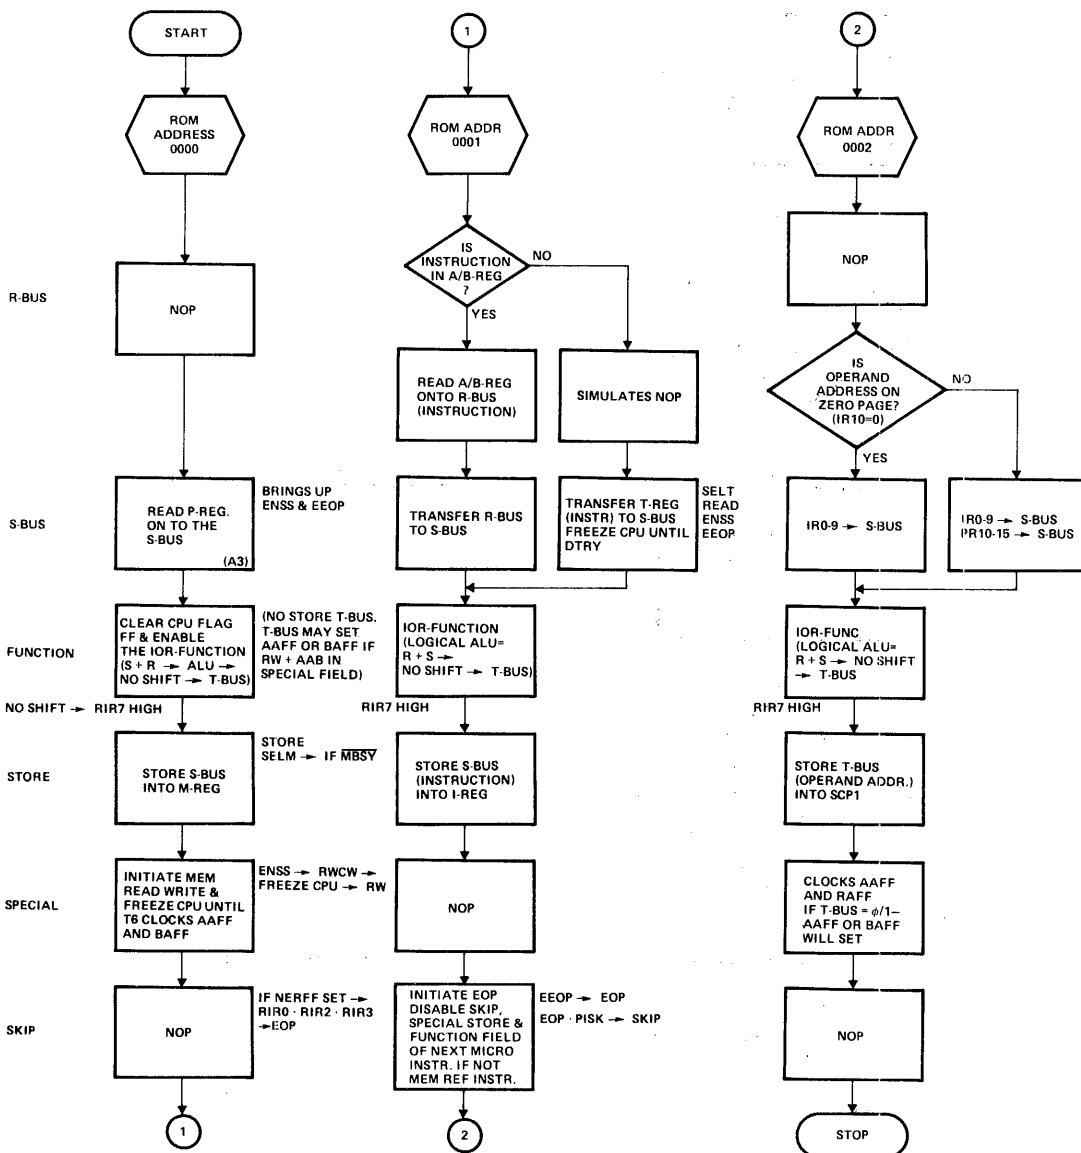 START
ROM
ADDRESS
0000
R-BUS
NOP
S-BUS
READ P-REG.
ON TO THE
S-BUS
(A3)
BRINGS UP
ENSS & EEOP
FUNCTION
CLEAR CPU FLAG
FF & ENABLE
THE IOR-FUNCTION
(S + R → ALU →
NO SHIFT → T-BUS)
(NO STORE T-BUS.
T-BUS MAY SET
AAFF OR BAFF IF
RW + AAB IN
SPECIAL FIELD)
NO SHIFT → RIR7 HIGH
STORE
STORE S-BUS
INTO M-REG
STORE
SELM → IF M̅B̅S̅Y̅
SPECIAL
INITIATE MEM
READ WRITE &
FREEZE CPU UNTIL
T6 CLOCKS AAFF
AND BAFF
ENSS → RWCW →
FREEZE CPU → RW
SKIP
NOP
IF NERFF SET →
RIR0 · RIR2 · RIR3
→EOP
1
1
ROM ADDR
0001
IS
INSTRUCTION
IN A/B-REG
?
NO
YES
READ A/B-REG
ONTO R-BUS
(INSTRUCTION)
SIMULATES NOP
TRANSFER R-BUS
TO S-BUS
TRANSFER T-REG
(INSTR) TO S-BUS
FREEZE CPU UNTIL
DTRY
SELT
READ
ENSS
EEOP
IOR-FUNCTION
(LOGICAL ALU=
R + S →
NO SHIFT → T-BUS)
RIR7 HIGH
STORE S-BUS
(INSTRUCTION)
INTO I-REG
NOP
INITIATE EOP
DISABLE SKIP,
SPECIAL STORE &
FUNCTION FIELD
OF NEXT MICRO
INSTR. IF NOT
MEM REF INSTR.
EEOP → EOP
EOP · PISK → SKIP
2
2
ROM ADDR
0002
NOP
IS
OPERAND
ADDRESS ON
ZERO PAGE?
(IR10=0)
NO
YES
IR0-9 → S-BUS
IR0-9 → S-BUS
PR10-15 → S-BUS
IOR-FUNC
(LOGICAL ALU=
R + S → NO SHIFT
→ T-BUS
RIR7 HIGH
STORE T-BUS
(OPERAND ADDR.)
INTO SCP1
CLOCKS AAFF
AND RAFF
IF T-BUS = ϕ/1–
AAFF OR BAFF
WILL SET
NOP
STOP